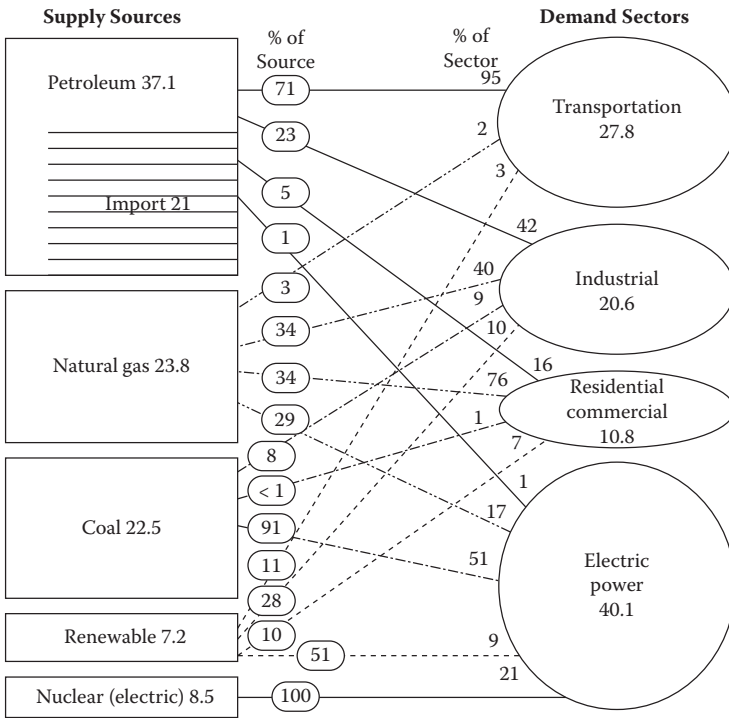 Supply Sources
Demand Sectors
% of
Source
% of
Sector
Petroleum 37.1
Import 21
Natural gas 23.8
Coal 22.5
Renewable 7.2
Nuclear (electric) 8.5
71
23
5
1
3
34
34
29
8
< 1
91
11
28
10
51
100
95
2
3
42
40
9
10
16
76
1
7
1
17
51
9
21
Transportation
27.8
Industrial
20.6
Residential
commercial
10.8
Electric
power
40.1